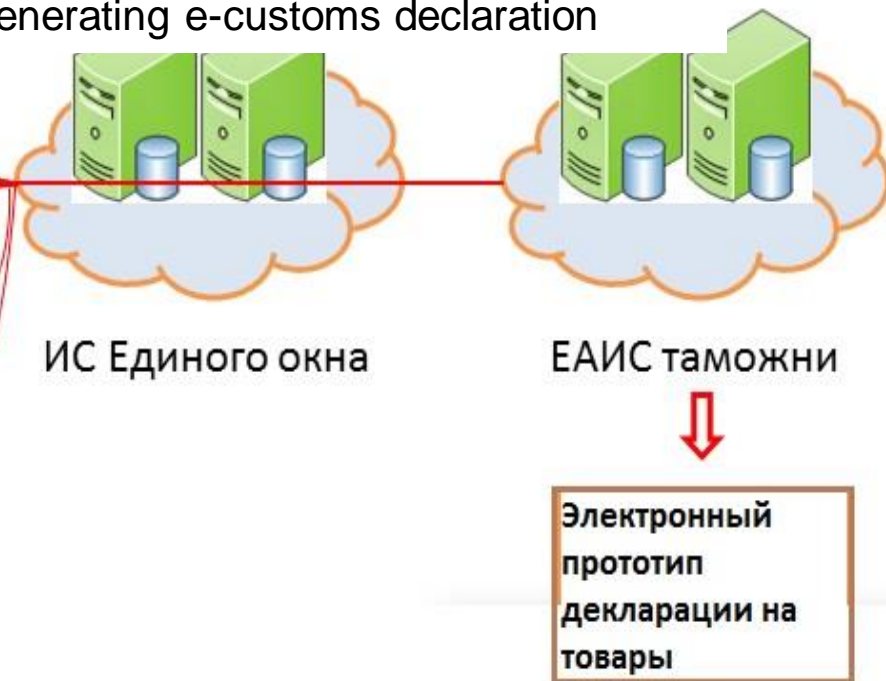 enerating e-customs declaration
ИС Единого окна
ЕАИС таможни
Электронный
прототип
декларации на
товары